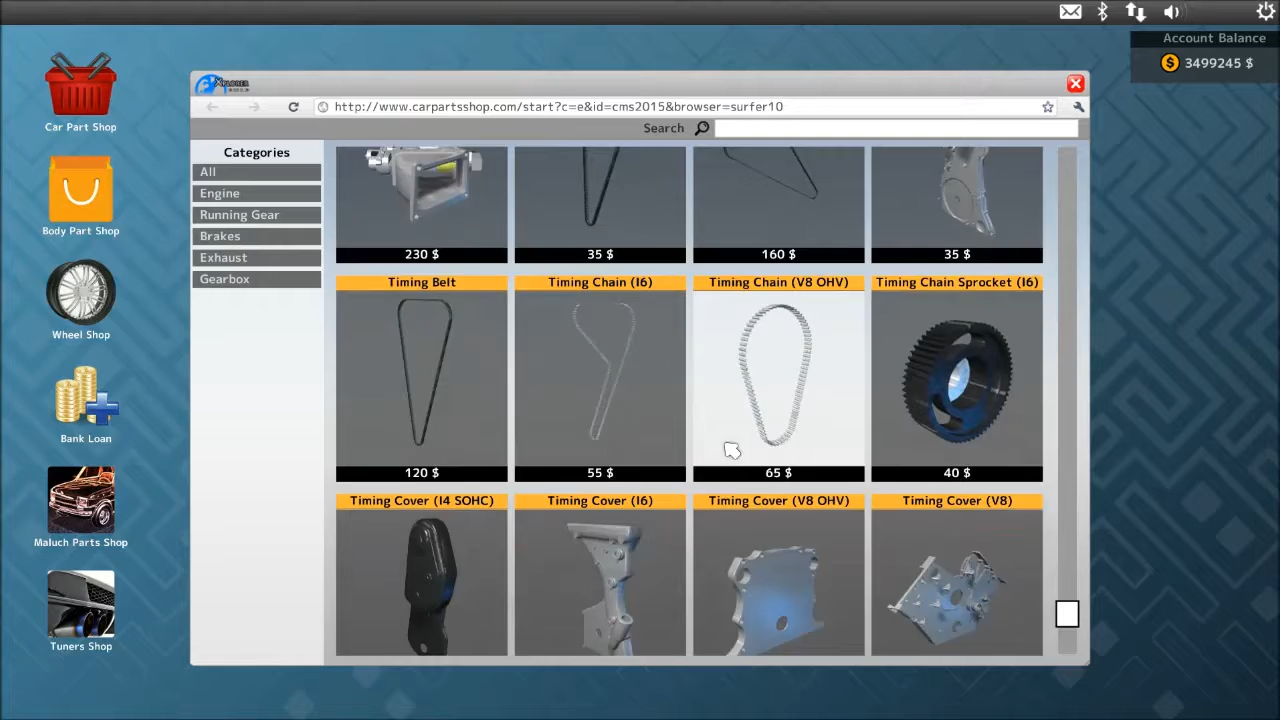 Account Balance
3499245 $
Car Part Shop
Body Part Shop
Wheel Shop
Bank Loan
Maluch Parts Shop
Tuners Shop
XPLORER
http://www.carpartsshop.com/start?c=e&id=cms2015&browser=surfer10
Search
Categories
All
Engine
Running Gear
Brakes
Exhaust
Gearbox
230 $
35 $
160 $
35 $
Timing Belt
Timing Chain (I6)
Timing Chain (V8 OHV)
Timing Chain Sprocket (I6)
120 $
55 $
65 $
40 $
Timing Cover (I4 SOHC)
Timing Cover (I6)
Timing Cover (V8 OHV)
Timing Cover (V8)